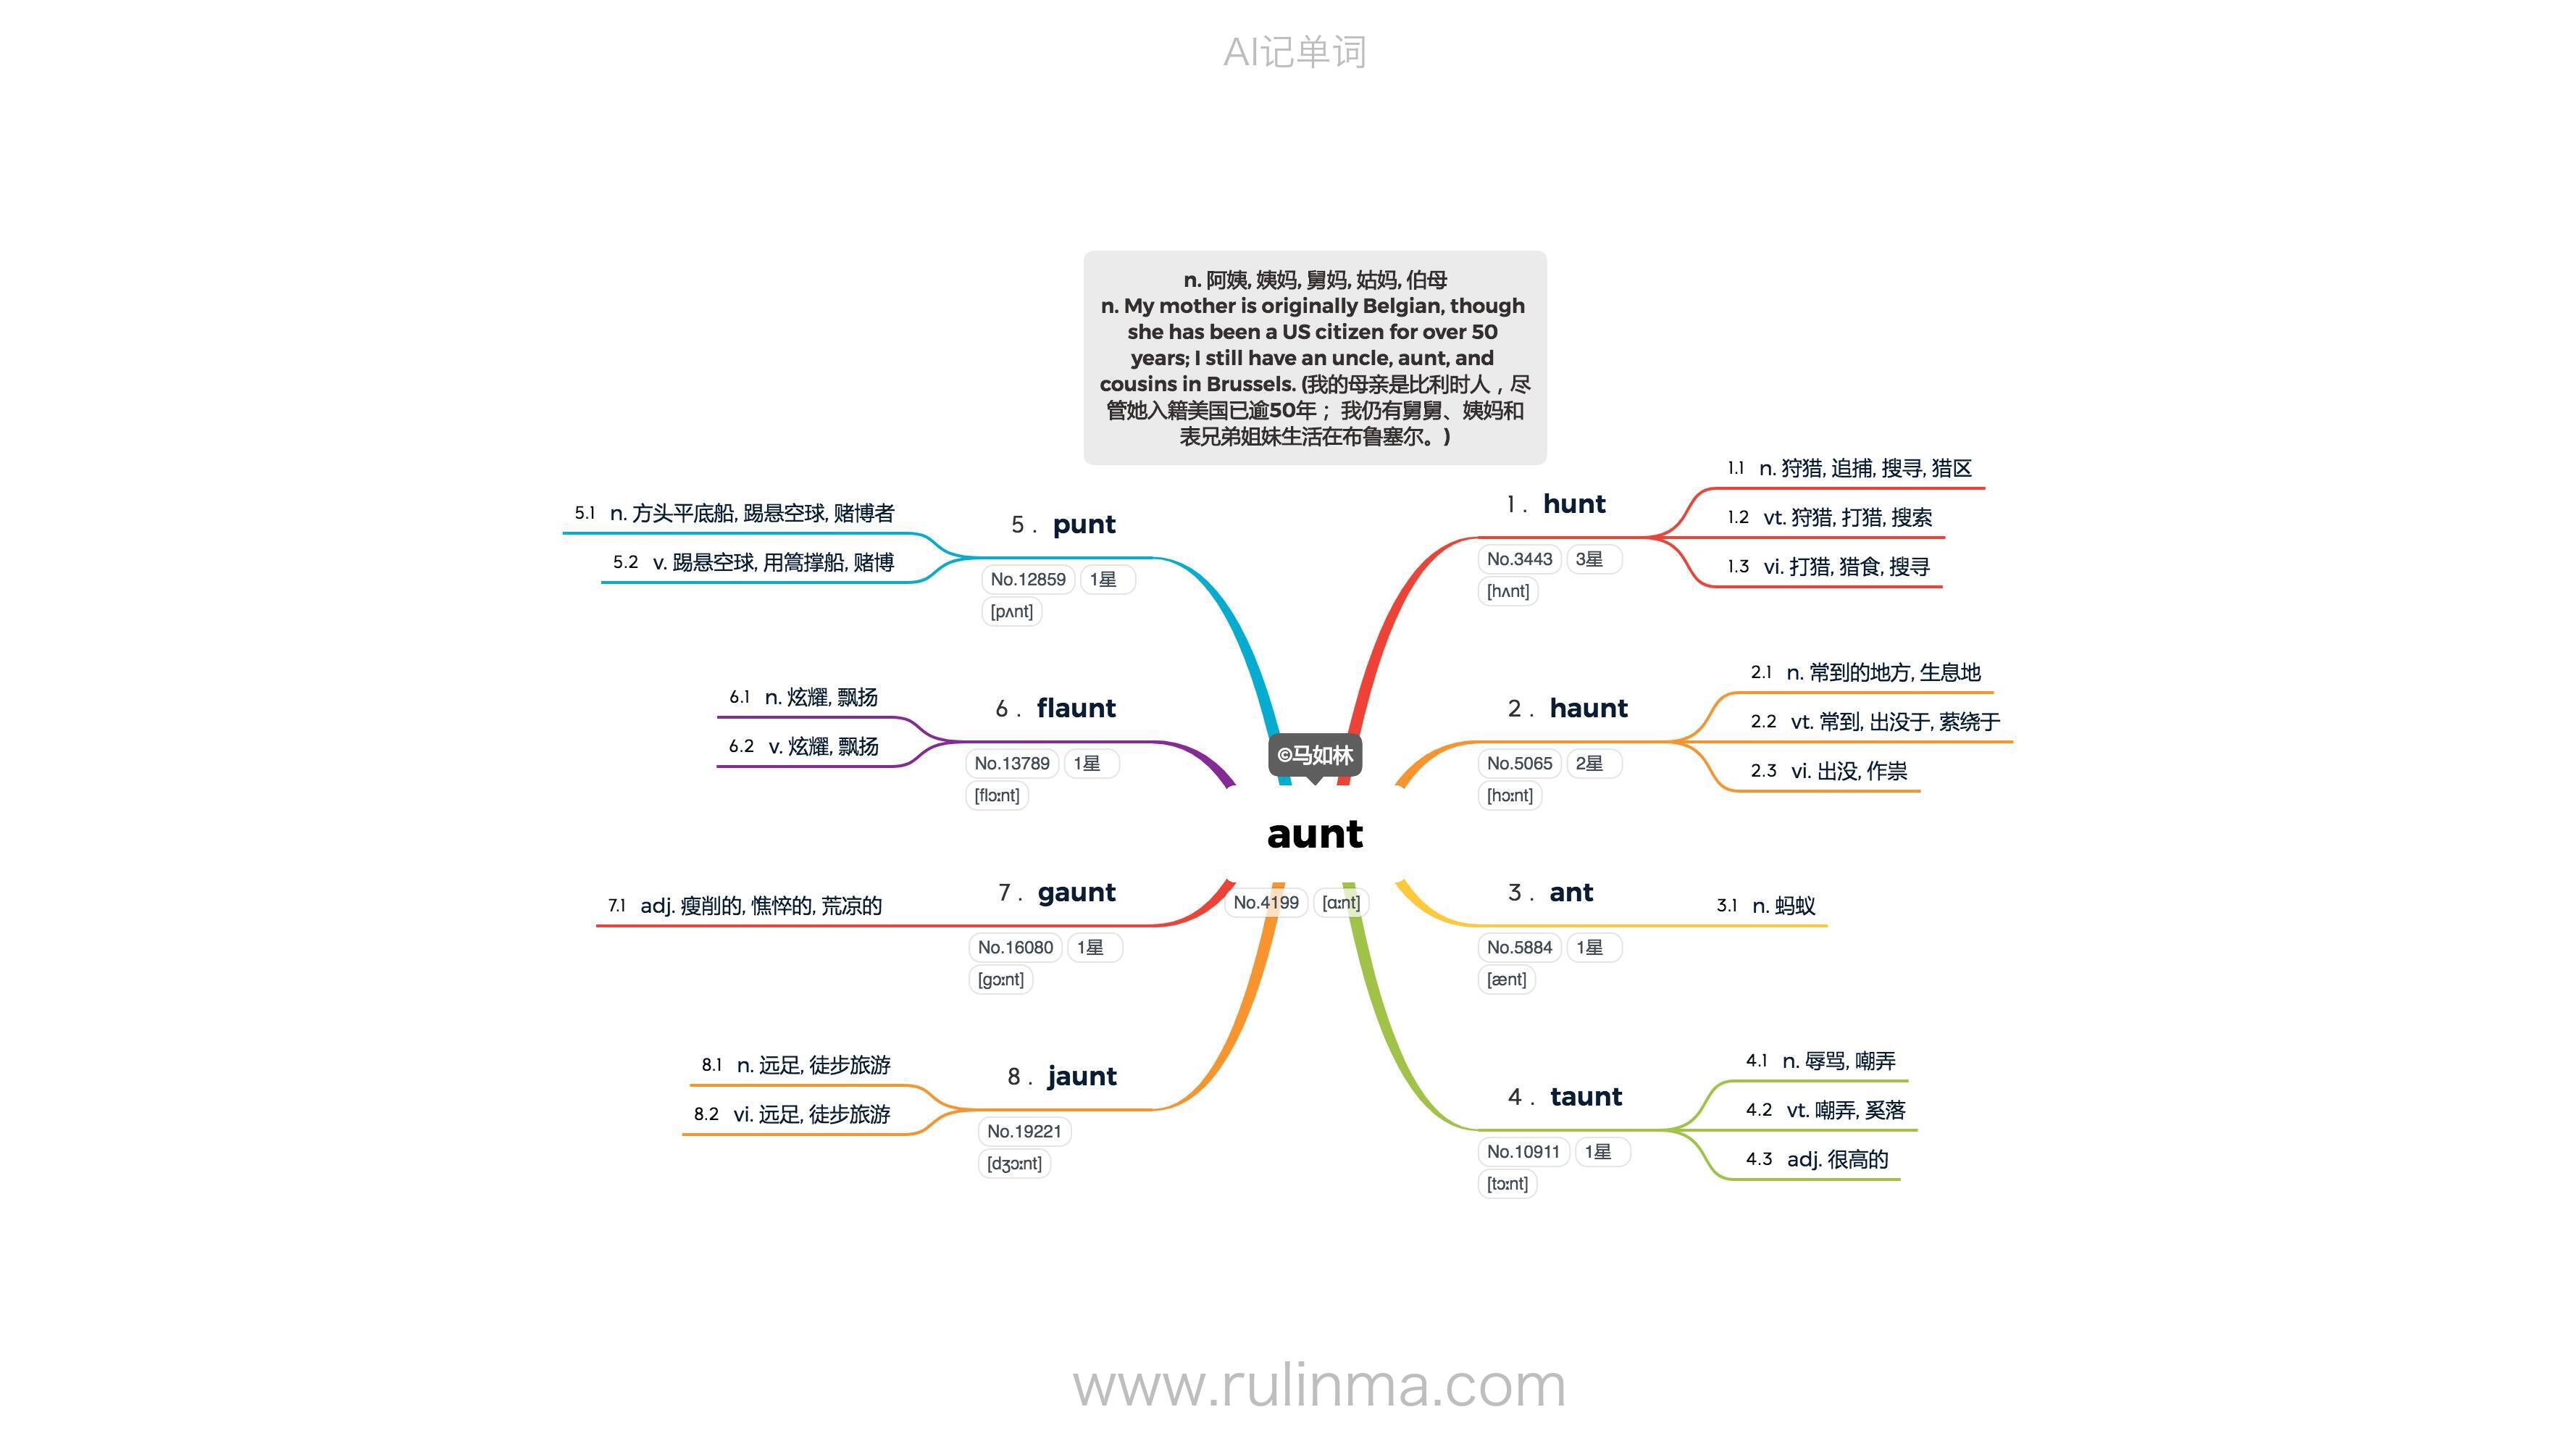 AI记单词
n. 阿姨, 姨妈, 舅妈, 姑妈, 伯母
n. My mother is originally Belgian, though
she has been a US citizen for over 50
years; I still have an uncle, aunt, and
cousins in Brussels. (我的母亲是比利时人，尽
管她入籍美国已逾50年； 我仍有舅舅、姨妈和
表兄弟姐妹生活在布鲁塞尔。)
©马如林
aunt
No.4199 [ɑːnt]
1 . hunt
No.3443 3星
[hʌnt]
1.1 n. 狩猎, 追捕, 搜寻, 猎区
1.2 vt. 狩猎, 打猎, 搜索
1.3 vi. 打猎, 猎食, 搜寻
2 . haunt
No.5065 2星
[hɔːnt]
2.1 n. 常到的地方, 生息地
2.2 vt. 常到, 出没于, 萦绕于
2.3 vi. 出没, 作祟
3 . ant
No.5884 1星
[ænt]
3.1 n. 蚂蚁
4 . taunt
No.10911 1星
[tɔːnt]
4.1 n. 辱骂, 嘲弄
4.2 vt. 嘲弄, 奚落
4.3 adj. 很高的
5 . punt
No.12859 1星
[pʌnt]
5.1 n. 方头平底船, 踢悬空球, 赌博者
5.2 v. 踢悬空球, 用篙撑船, 赌博
6 . flaunt
No.13789 1星
[flɔːnt]
6.1 n. 炫耀, 飘扬
6.2 v. 炫耀, 飘扬
7 . gaunt
No.16080 1星
[gɔːnt]
7.1 adj. 瘦削的, 憔悴的, 荒凉的
8 . jaunt
No.19221
[dʒɔːnt]
8.1 n. 远足, 徒步旅游
8.2 vi. 远足, 徒步旅游
www.rulinma.com